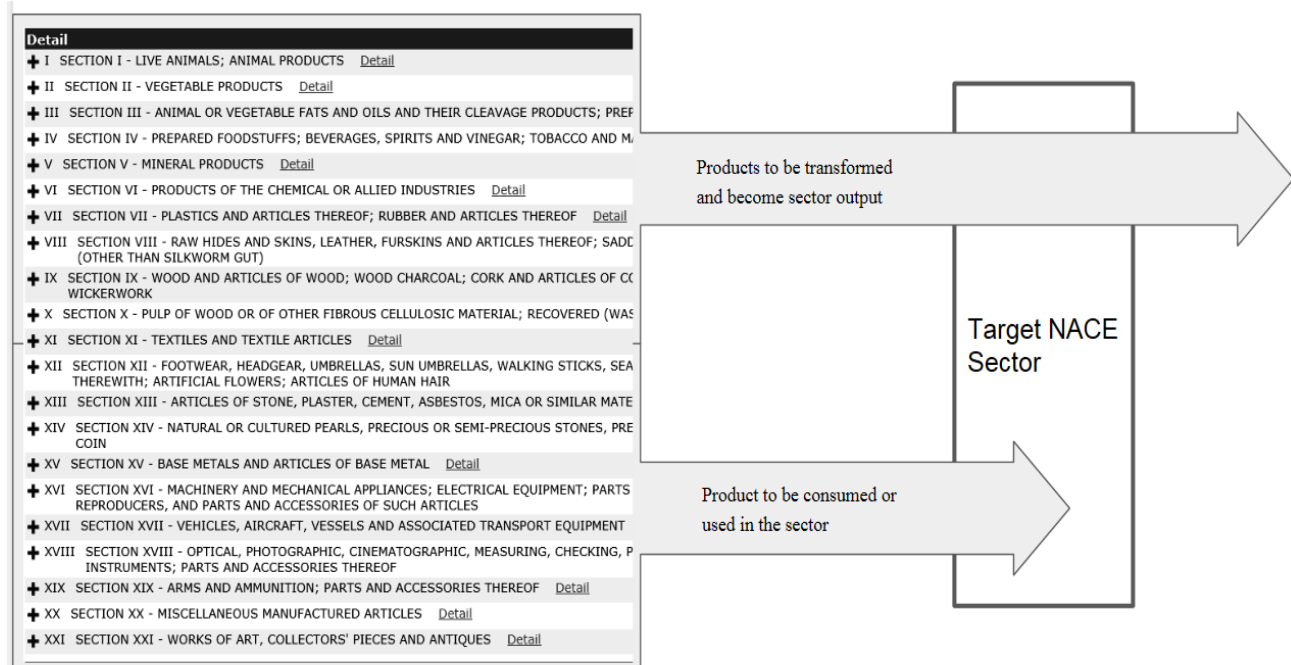 Detail
I SECTION I - LIVE ANIMALS; ANIMAL PRODUCTS Detail
II SECTION II - VEGETABLE PRODUCTS Detail
III SECTION III - ANIMAL OR VEGETABLE FATS AND OILS AND THEIR CLEAVAGE PRODUCTS;
IV SECTION IV - PREPARED FOODSTUFFS; BEVERAGES, SPIRITS AND VINEGAR; TOBACCO AND
V SECTION V - MINERAL PRODUCTS Detail
VI SECTION VI - PRODUCTS OF THE CHEMICAL OR ALLIED INDUSTRIES Detail
VII SECTION VII - PLASTICS AND ARTICLES THEREOF; RUBBER AND ARTICLES THEREOF Detail
VIII SECTION VIII - RAW HIDES AND SKINS, LEATHER, FURSKINS AND ARTICLES THEREOF;
(OTHER THAN SILKWORM GUT)
IX SECTION IX - WOOD AND ARTICLES OF WOOD; WOOD CHARCOAL; CORK AND ARTICLES OF
WICKERWORK
X SECTION X - PULP OF WOOD OR OF OTHER FIBROUS CELLULOSIC MATERIAL; RECOVERED
XI SECTION XI - TEXTILES AND TEXTILE ARTICLES Detail
XII SECTION XII - FOOTWEAR, HEADGEAR, UMBRELLAS, SUN UMBRELLAS, WALKING STICKS,
THEREWITH; ARTIFICIAL FLOWERS; ARTICLES OF HUMAN HAIR
XIII SECTION XIII - ARTICLES OF STONE, PLASTER, CEMENT, ASBESTOS, MICA OR SIMILAR
XIV SECTION XIV - NATURAL OR CULTURED PEARLS, PRECIOUS OR SEMI-PRECIOUS STONES,
COIN
XV SECTION XV - BASE METALS AND ARTICLES OF BASE METAL Detail
XVI SECTION XVI - MACHINERY AND MECHANICAL APPLIANCES; ELECTRICAL EQUIPMENT; PARTS
REPRODUCERS, AND PARTS AND ACCESSORIES OF SUCH ARTICLES
XVII SECTION XVII - VEHICLES, AIRCRAFT, VESSELS AND ASSOCIATED TRANSPORT EQUIPMENT
XVIII SECTION XVIII - OPTICAL, PHOTOGRAPHIC, CINEMATOGRAPHIC, MEASURING, CHECKING,
INSTRUMENTS; PARTS AND ACCESSORIES THEREOF
XIX SECTION XIX - ARMS AND AMMUNITION; PARTS AND ACCESSORIES THEREOF Detail
XX SECTION XX - MISCELLANEOUS MANUFACTURED ARTICLES Detail
XXI SECTION XXI - WORKS OF ART, COLLECTORS' PIECES AND ANTIQUES Detail
Products to be transformed
and become sector output
Target NACE
Sector
Product to be consumed or
used in the sector